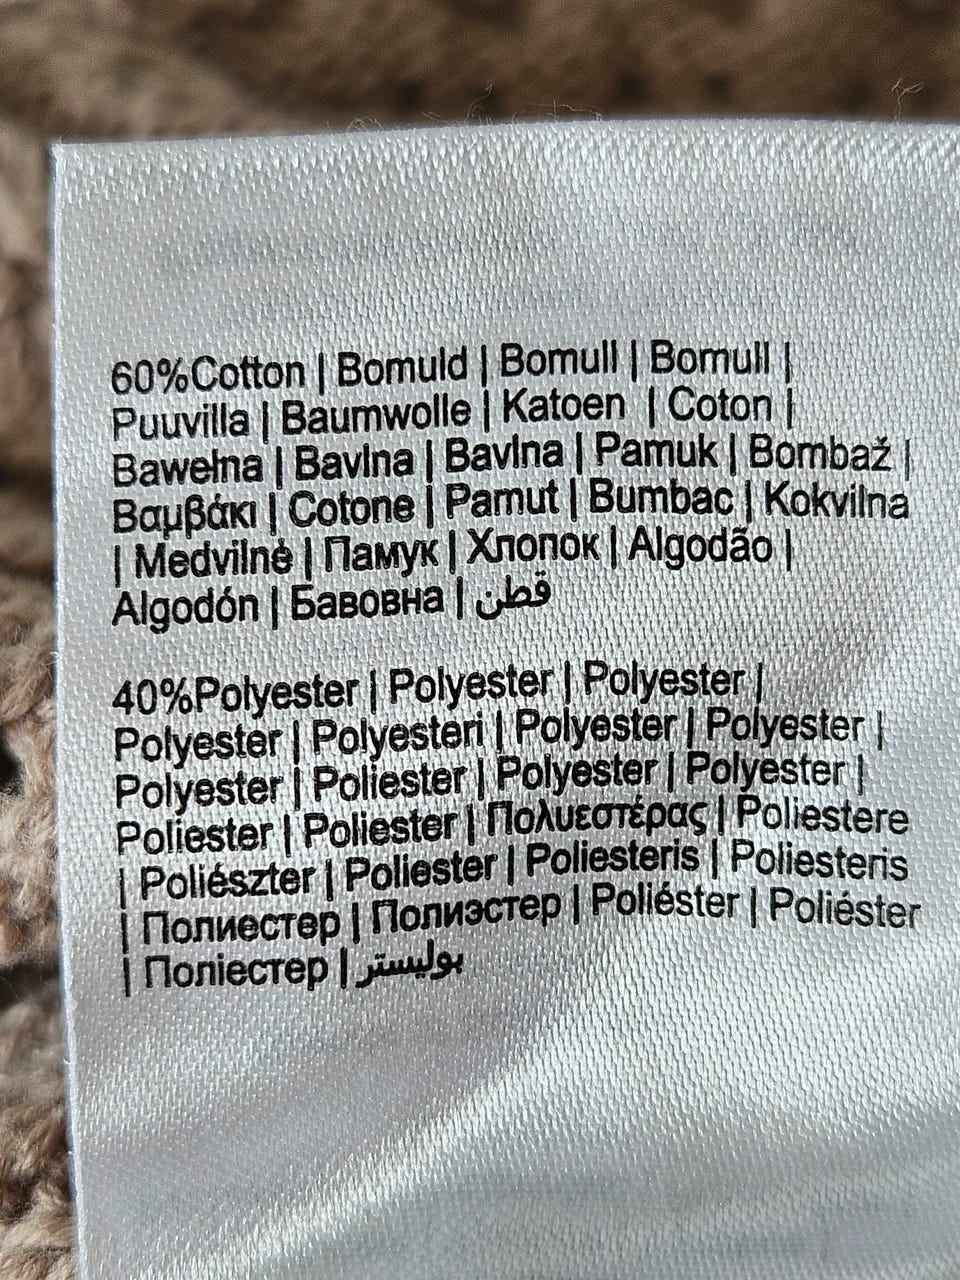 60%Cotton | Bomuld | Bomull | Bomull |
Puuvilla | Baumwolle | Katoen | Coton |
Bawełna | Bavlna | Bavlna | Pamuk | Bombaž |
Βαμβάκι | Cotone | Pamut | Bumbac | Kokvilna
| Medvilnė | Памук | Хлопок | Algodão |
Algodón | Бавовна | قطن
40%Polyester | Polyester | Polyester |
Polyester | Polyesteri | Polyester | Polyester |
Polyester | Poliester | Polyester | Polyester |
Poliester | Poliester | Πολυεστέρας | Poliestere
| Poliészter | Poliester | Poliesteris | Poliesteris
| Полиестер | Полиэстер | Poliéster | Poliéster
| Поліестер | بوليستر